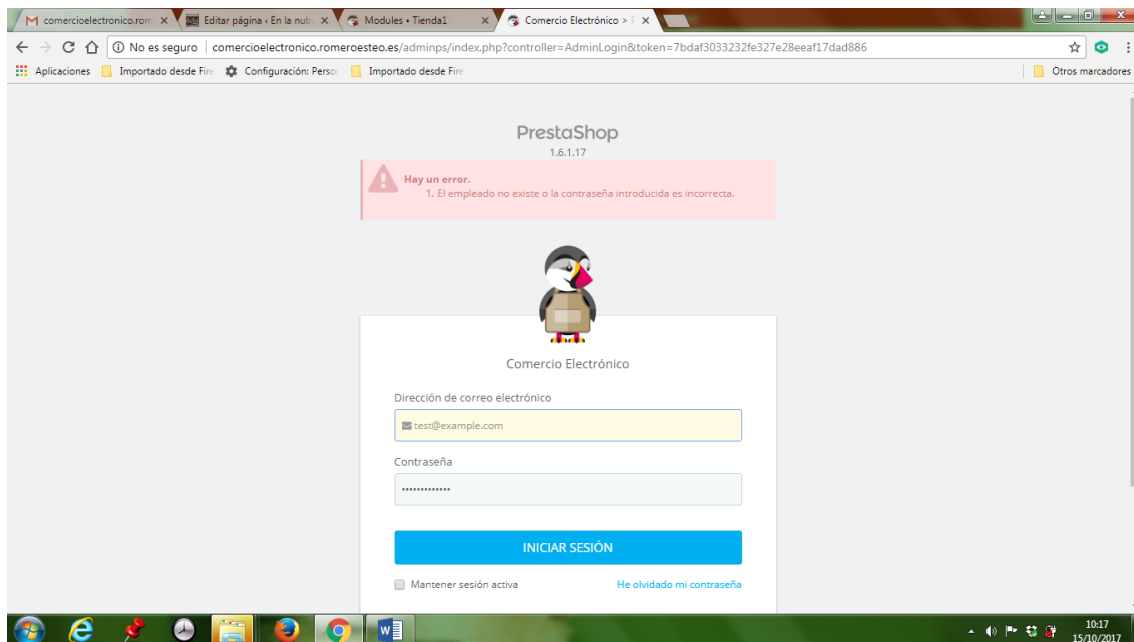 comercioelectronico.rom
Editar página ‹ En la nub
Modules • Tienda1
Comercio Electrónico >
No es seguro
comercioelectronico.romeroesteo.es/adminps/index.php?controller=AdminLogin&token=7bdaf3033232fe327e28eeaf17dad886
Aplicaciones
Importado desde Fire
Configuración: Perso
Importado desde Fire
Otros marcadores
PrestaShop
1.6.1.17
Hay un error.
1. El empleado no existe o la contraseña introducida es incorrecta.
Comercio Electrónico
Dirección de correo electrónico
test@example.com
Contraseña
•••••••••••••
INICIAR SESIÓN
Mantener sesión activa
He olvidado mi contraseña
10:17
15/10/2017